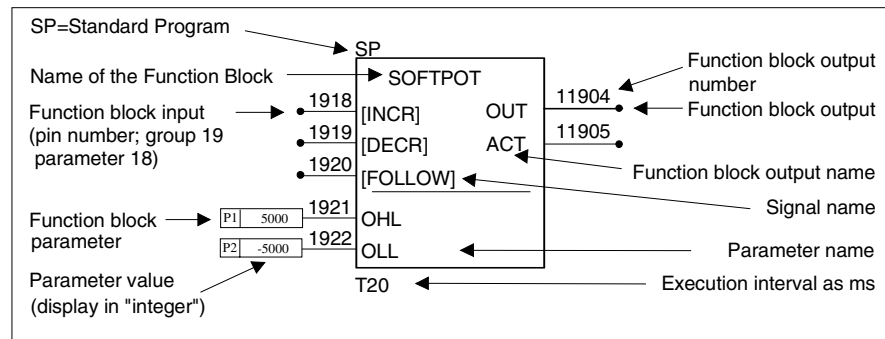 SP=Standard Program
SP
Name of the Function Block
SOFTPOT
Function block output
number
Function block input
(pin number; group 19
parameter 18)
1918
[INCR]
OUT
11904
Function block output
1919
[DECR]
ACT
11905
1920
[FOLLOW]
Function block output name
Signal name
Function block
parameter
P1 5000
1921
OHL
P2 -5000
1922
OLL
Parameter name
Parameter value
(display in "integer")
T20
Execution interval as ms